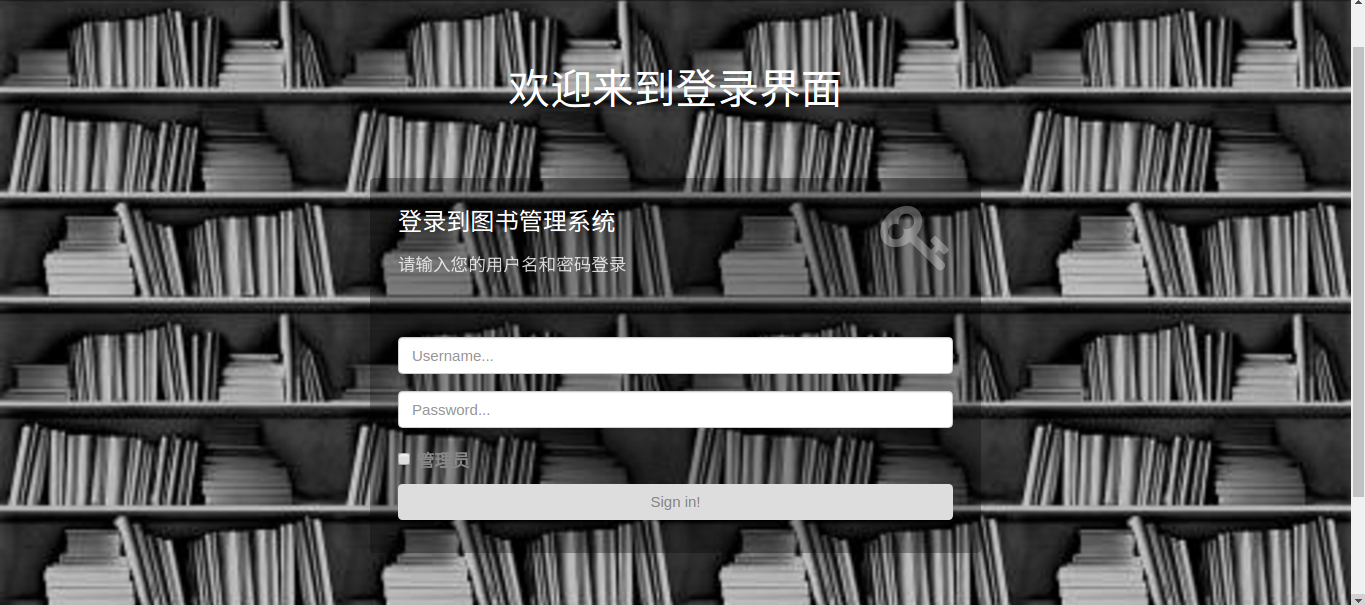 欢迎来到登录界面
登录到图书管理系统
请输入您的用户名和密码登录
Username...
Password...
管理员
Sign in!